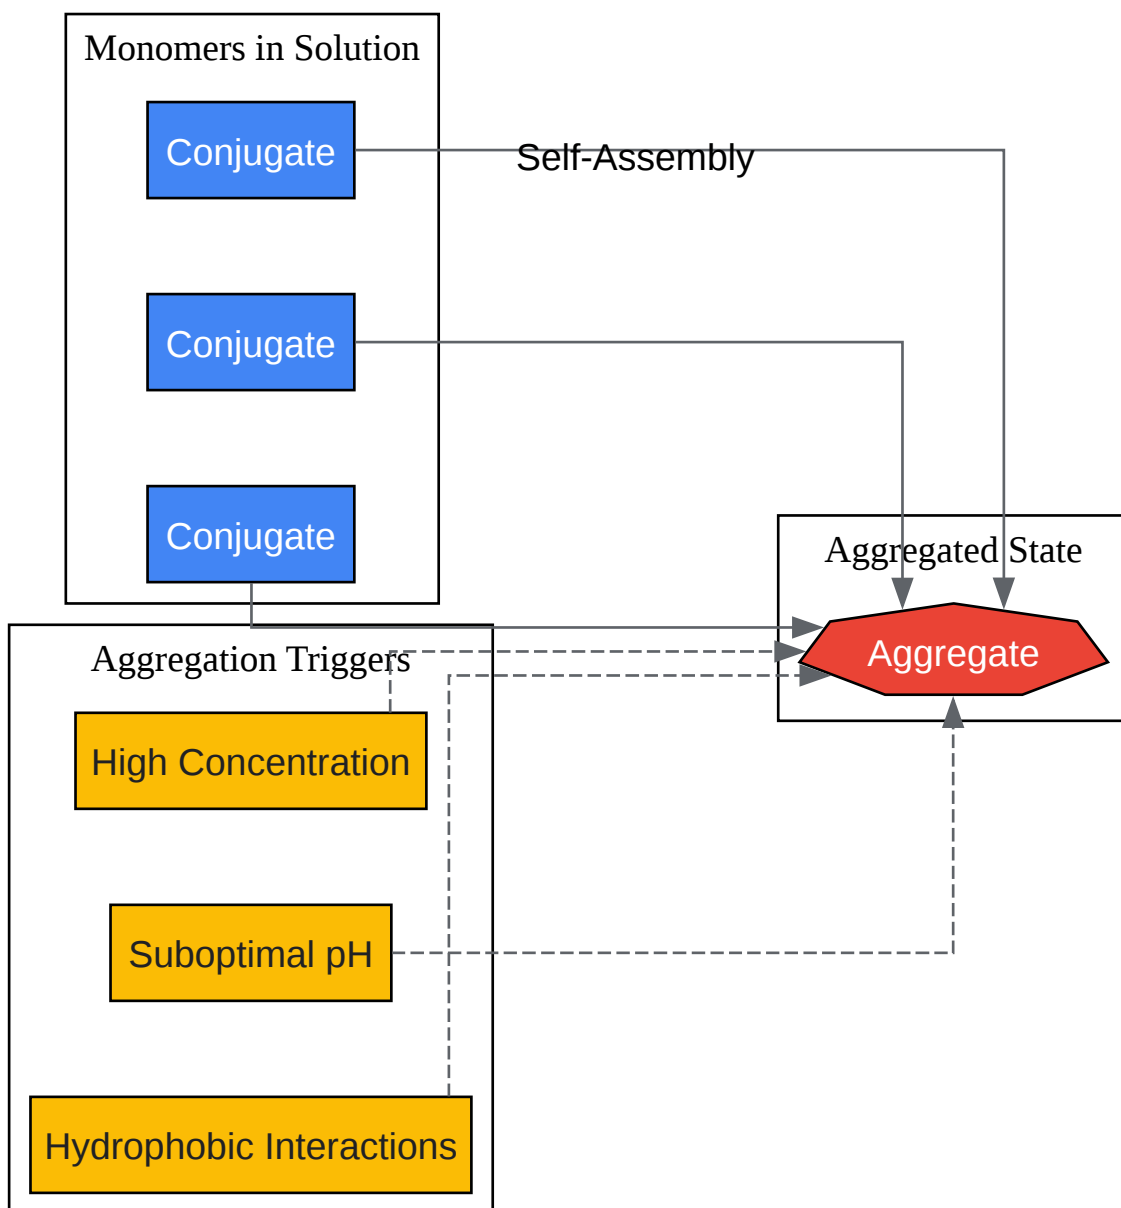 Monomers in Solution
Conjugate
Self-Assembly
Conjugate
Conjugate
Aggregated State
Aggregate
Aggregation Triggers
High Concentration
Suboptimal pH
Hydrophobic Interactions